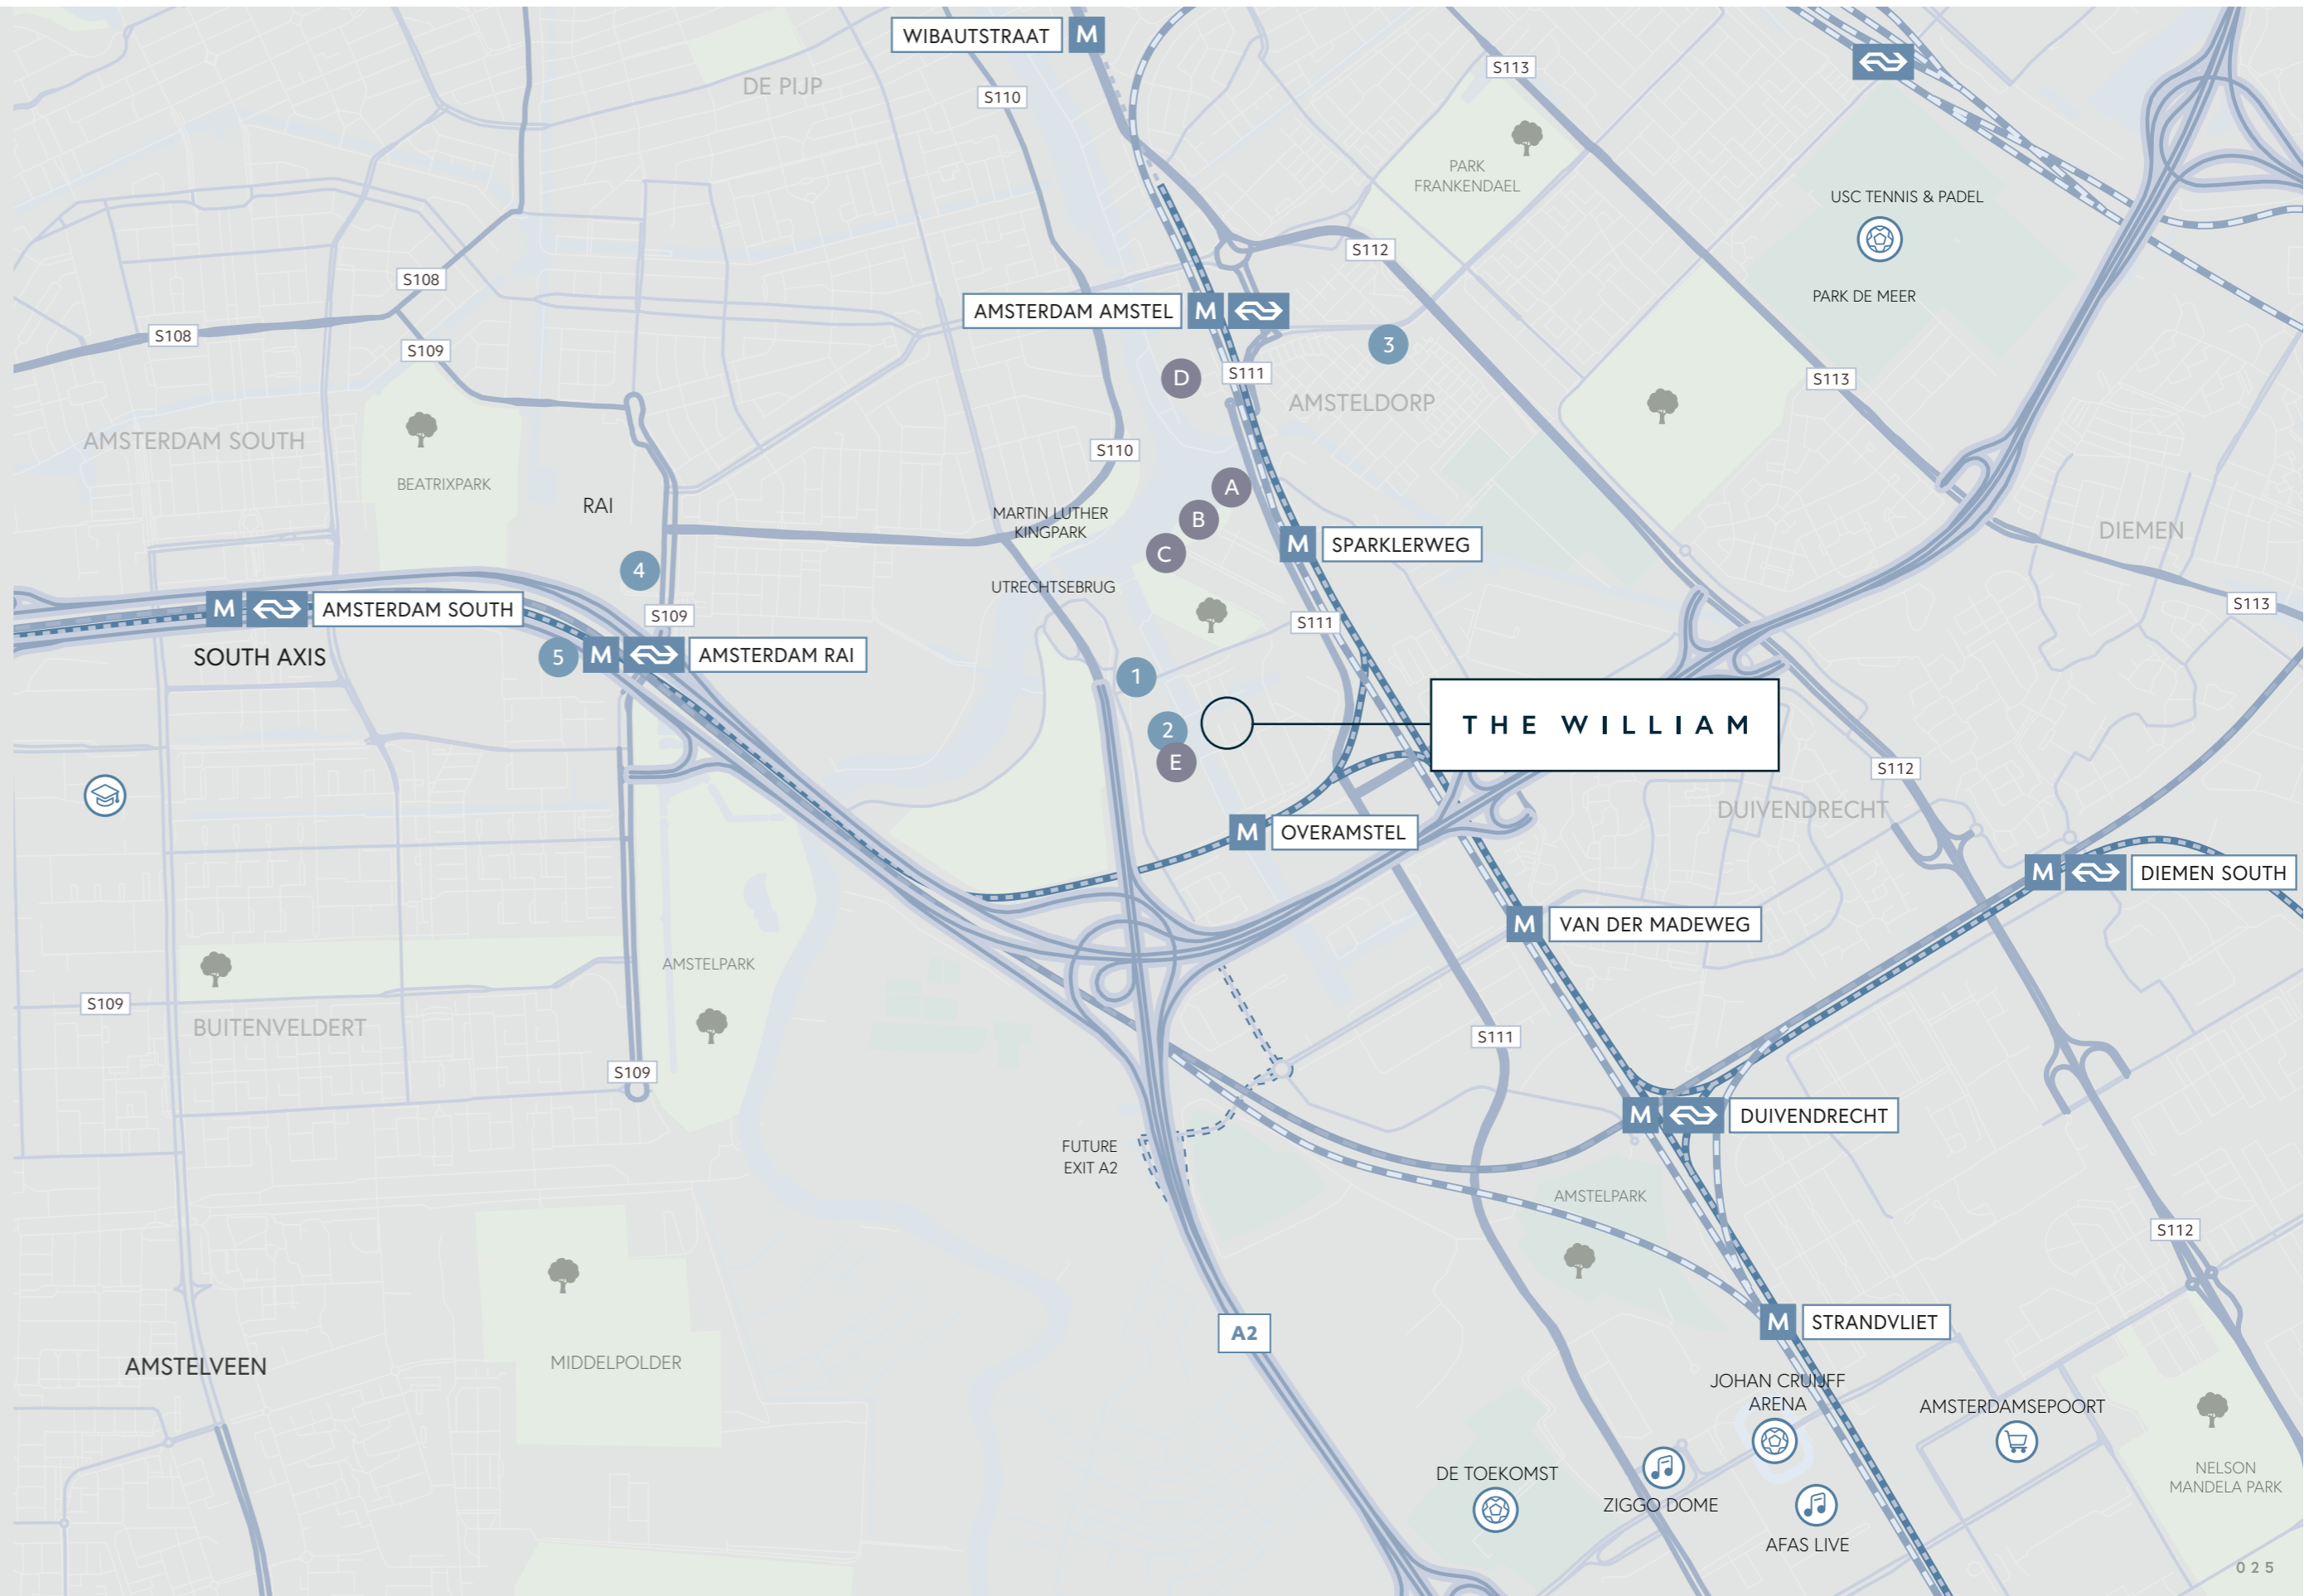 WIBAUTSTRAAT M
S113
DE PIJP
S110
PARK
FRANKENDAEL
USC TENNIS & PADEL
S112
S108
PARK DE MEER
AMSTERDAM AMSTEL M
S108
3
S109
D
S111
S113
AMSTELDORP
AMSTERDAM SOUTH
S110
BEATRIXPARK
A
RAI
MARTIN LUTHER
KINGPARK
B
DIEMEN
M SPARKLERWEG
C
4
UTRECHTSEBRUG
S113
M AMSTERDAM SOUTH
S109
S111
SOUTH AXIS
5
M AMSTERDAM RAI
1
THE WILLIAM
2
E
S112
DUIVENDRECHT
M OVERAMSTEL
M DIEMEN SOUTH
M VAN DER MADEWEG
AMSTELPARK
S109
BUITENVELDERT
S111
S109
M DUIVENDRECHT
FUTURE
EXIT A2
AMSTELPARK
S112
M STRANDVLIET
A2
AMSTELVEEN
MIDDELPOLDER
JOHAN CRUIJFF
ARENA
AMSTERDAMSEPOORT
DE TOEKOMST
NELSON
MANDELA PARK
ZIGGO DOME
AFAS LIVE
025